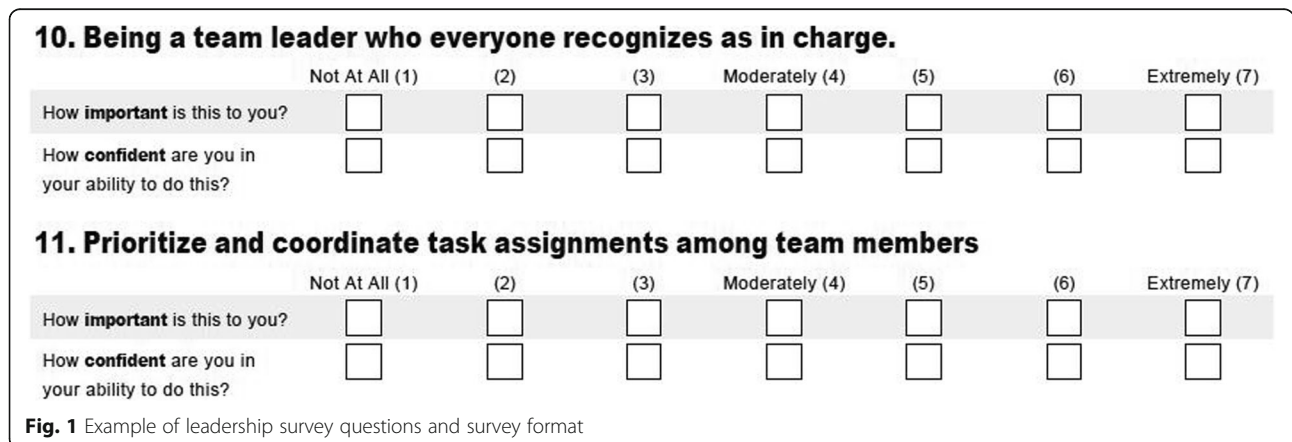 10. Being a team leader who everyone recognizes as in charge.
Not At All (1) (2) (3) Moderately (4) (5) (6) Extremely (7)
How important is this to you?
How confident are you in
your ability to do this?
11. Prioritize and coordinate task assignments among team members
Not At All (1) (2) (3) Moderately (4) (5) (6) Extremely (7)
How important is this to you?
How confident are you in
your ability to do this?
Fig. 1 Example of leadership survey questions and survey format